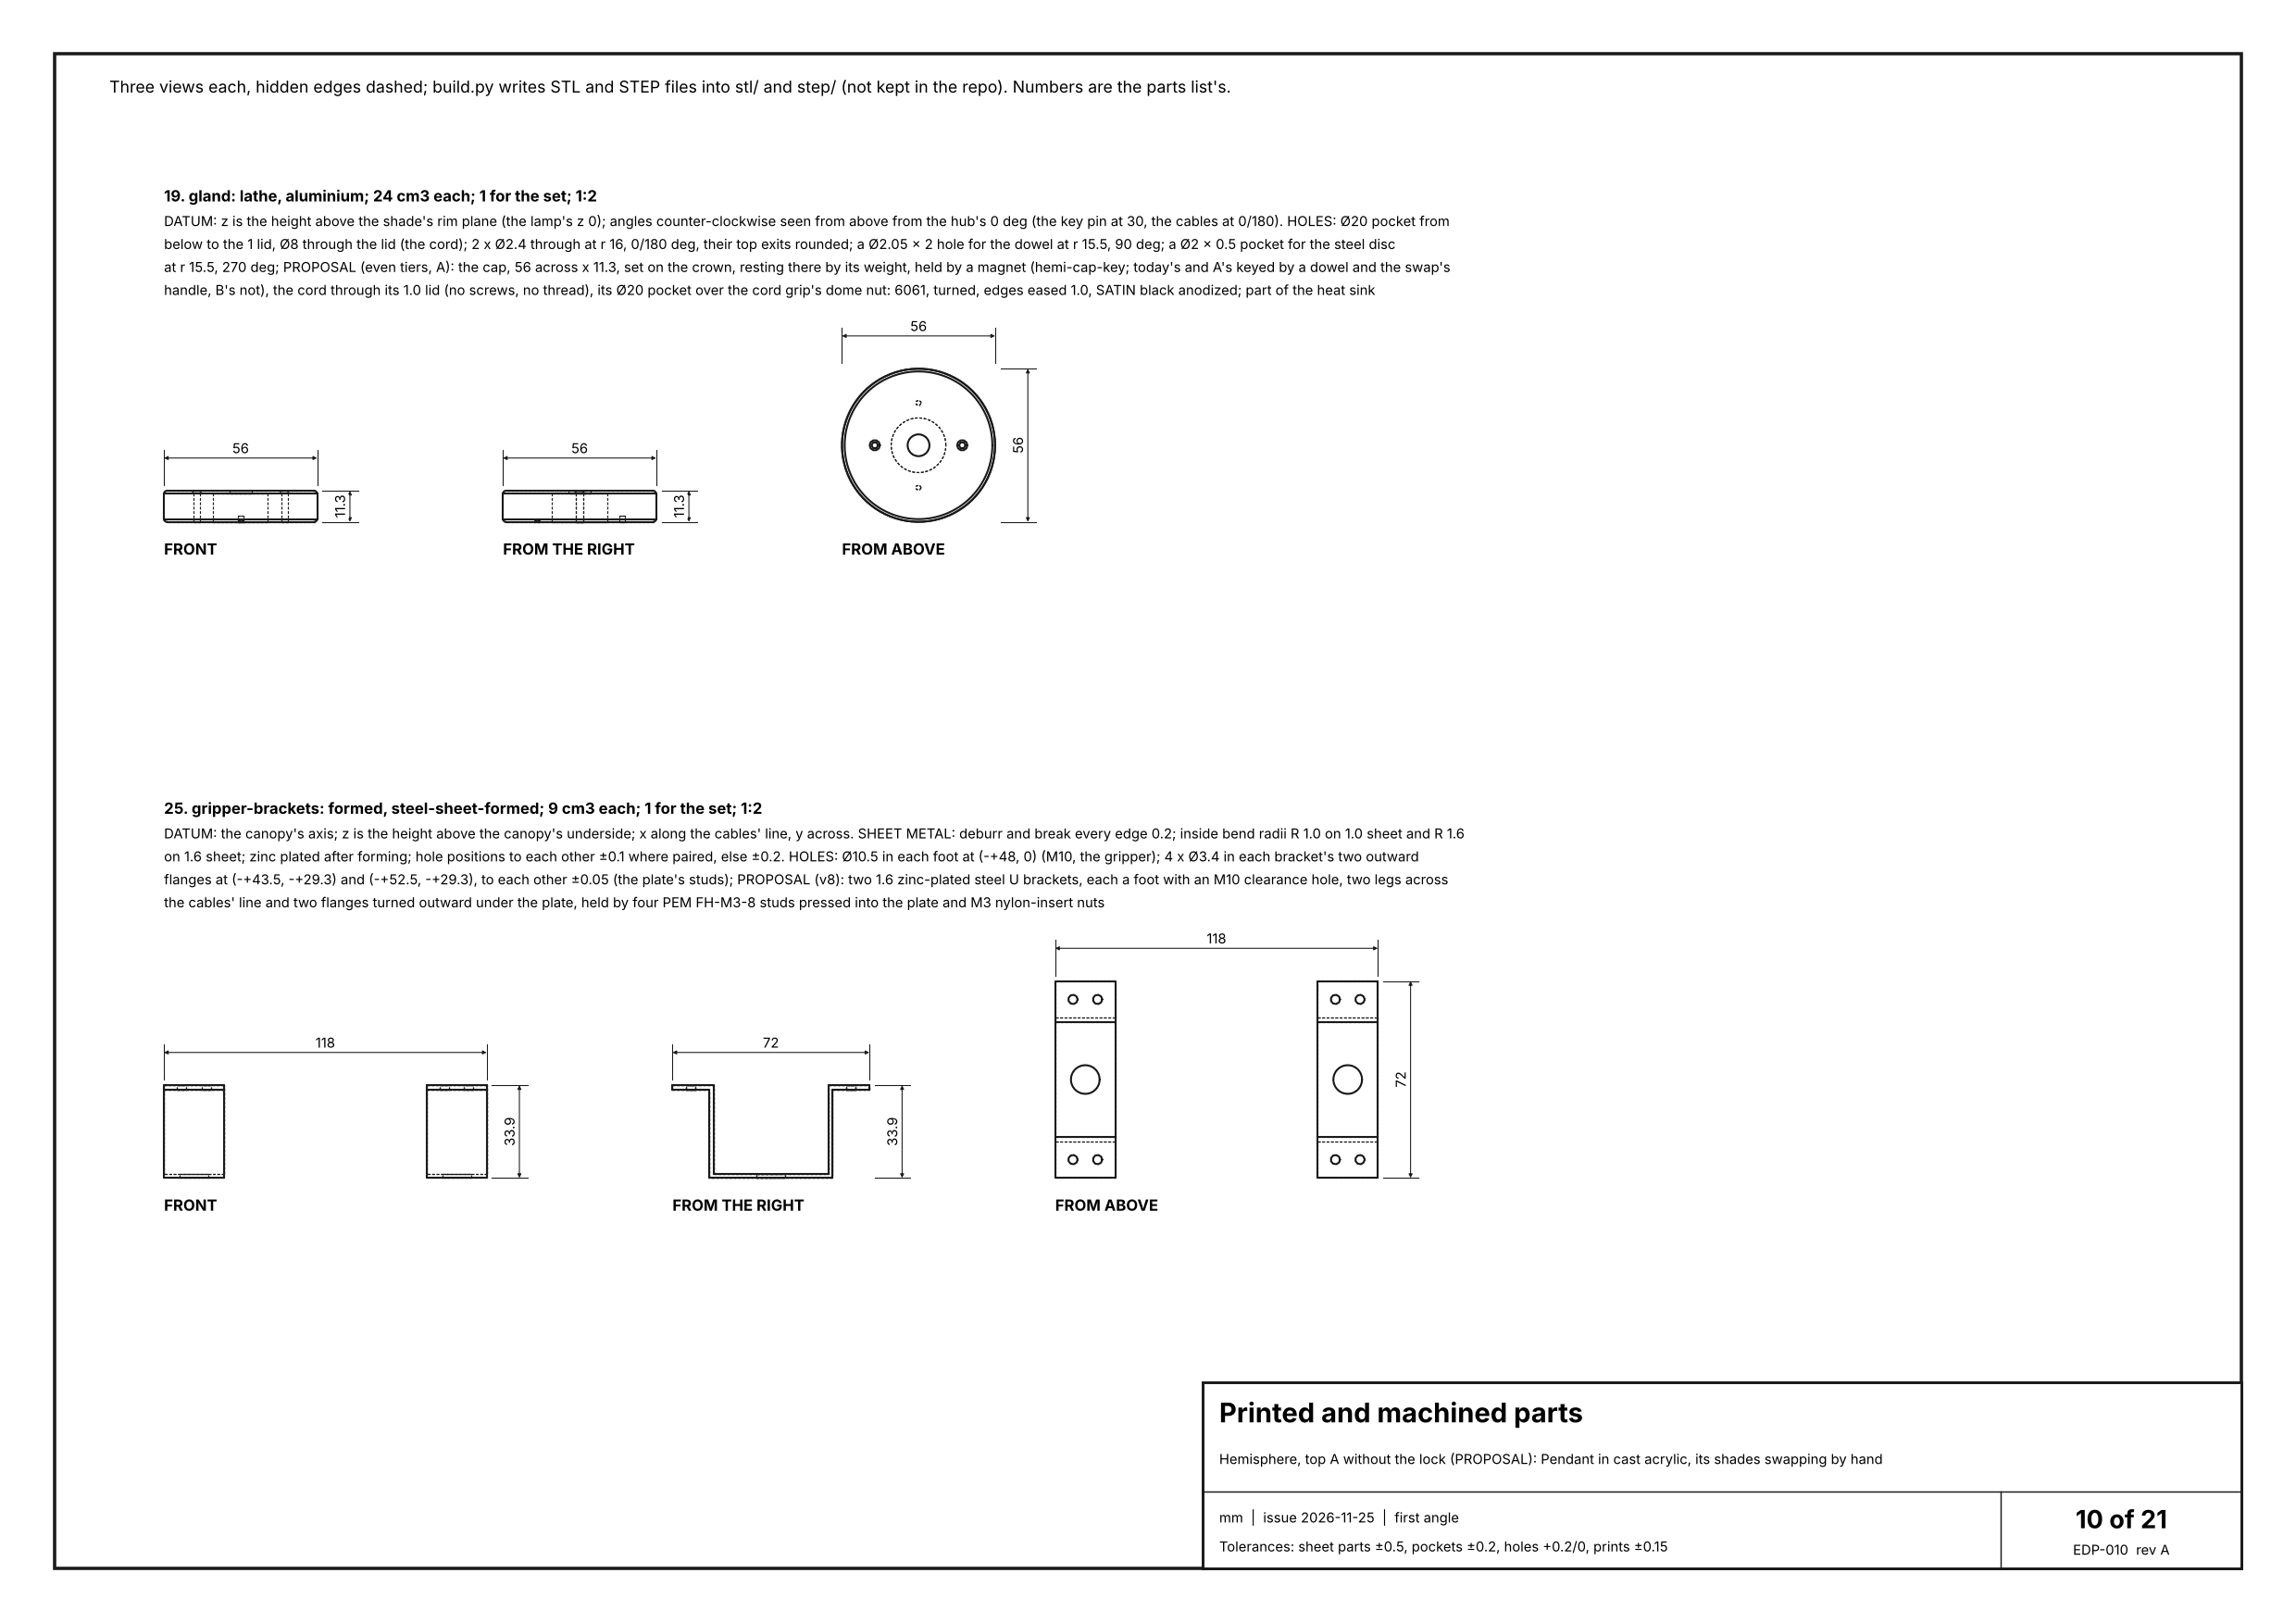 Three views each, hidden edges dashed; build.py writes STL and STEP files into stl/ and step/ (not kept in the repo). Numbers are the parts list's.
19. gland: lathe, aluminium; 24 cm3 each; 1 for the set; 1:2
DATUM: z is the height above the shade's rim plane (the lamp's z 0); angles counter-clockwise seen from above from the hub's 0 deg (the key pin at 30, the cables at 0/180). HOLES: Ø20 pocket from
below to the 1 lid, Ø8 through the lid (the cord); 2 x Ø2.4 through at r 16, 0/180 deg, their top exits rounded; a Ø2.05 × 2 hole for the dowel at r 15.5, 90 deg; a Ø2 × 0.5 pocket for the steel disc
at r 15.5, 270 deg; PROPOSAL (even tiers, A): the cap, 56 across x 11.3, set on the crown, resting there by its weight, held by a magnet (hemi-cap-key; today's and A's keyed by a dowel and the swap's
handle, B's not), the cord through its 1.0 lid (no screws, no thread), its Ø20 pocket over the cord grip's dome nut: 6061, turned, edges eased 1.0, SATIN black anodized; part of the heat sink
56
56
56
56
11.3
11.3
FRONT
FROM THE RIGHT
FROM ABOVE
25. gripper-brackets: formed, steel-sheet-formed; 9 cm3 each; 1 for the set; 1:2
DATUM: the canopy's axis; z is the height above the canopy's underside; x along the cables' line, y across. SHEET METAL: deburr and break every edge 0.2; inside bend radii R 1.0 on 1.0 sheet and R 1.6
on 1.6 sheet; zinc plated after forming; hole positions to each other ±0.1 where paired, else ±0.2. HOLES: Ø10.5 in each foot at (-+48, 0) (M10, the gripper); 4 x Ø3.4 in each bracket's two outward
flanges at (-+43.5, -+29.3) and (-+52.5, -+29.3), to each other ±0.05 (the plate's studs); PROPOSAL (v8): two 1.6 zinc-plated steel U brackets, each a foot with an M10 clearance hole, two legs across
the cables' line and two flanges turned outward under the plate, held by four PEM FH-M3-8 studs pressed into the plate and M3 nylon-insert nuts
118
118
72
72
33.9
33.9
FRONT
FROM THE RIGHT
FROM ABOVE
Printed and machined parts
Hemisphere, top A without the lock (PROPOSAL): Pendant in cast acrylic, its shades swapping by hand
mm | issue 2026-11-25 | first angle
Tolerances: sheet parts ±0.5, pockets ±0.2, holes +0.2/0, prints ±0.15
10 of 21
EDP-010 rev A